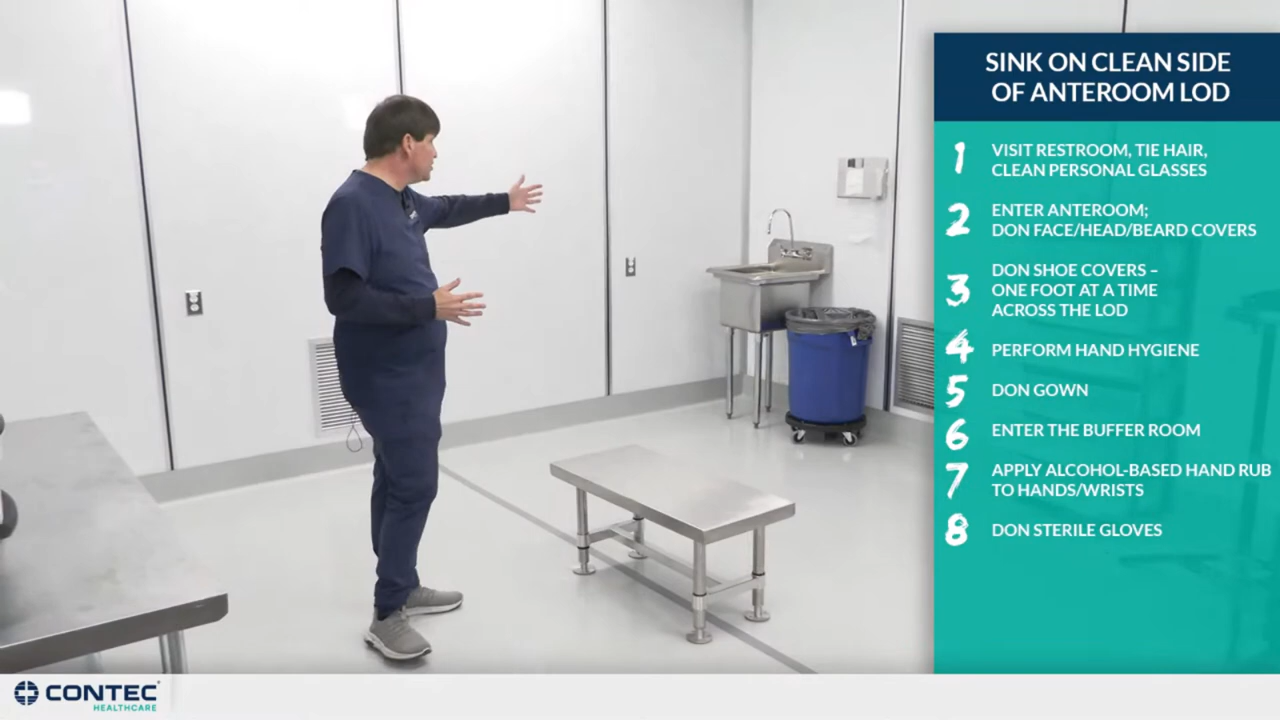 SINK ON CLEAN SIDE
OF ANTEROOM LOD
1 VISIT RESTROOM, TIE HAIR,
CLEAN PERSONAL GLASSES
2 ENTER ANTEROOM;
DON FACE/HEAD/BEARD COVERS
3 DON SHOE COVERS –
ONE FOOT AT A TIME
ACROSS THE LOD
4 PERFORM HAND HYGIENE
5 DON GOWN
6 ENTER THE BUFFER ROOM
7 APPLY ALCOHOL-BASED HAND RUB
TO HANDS/WRISTS
8 DON STERILE GLOVES
CONTEC
HEALTHCARE